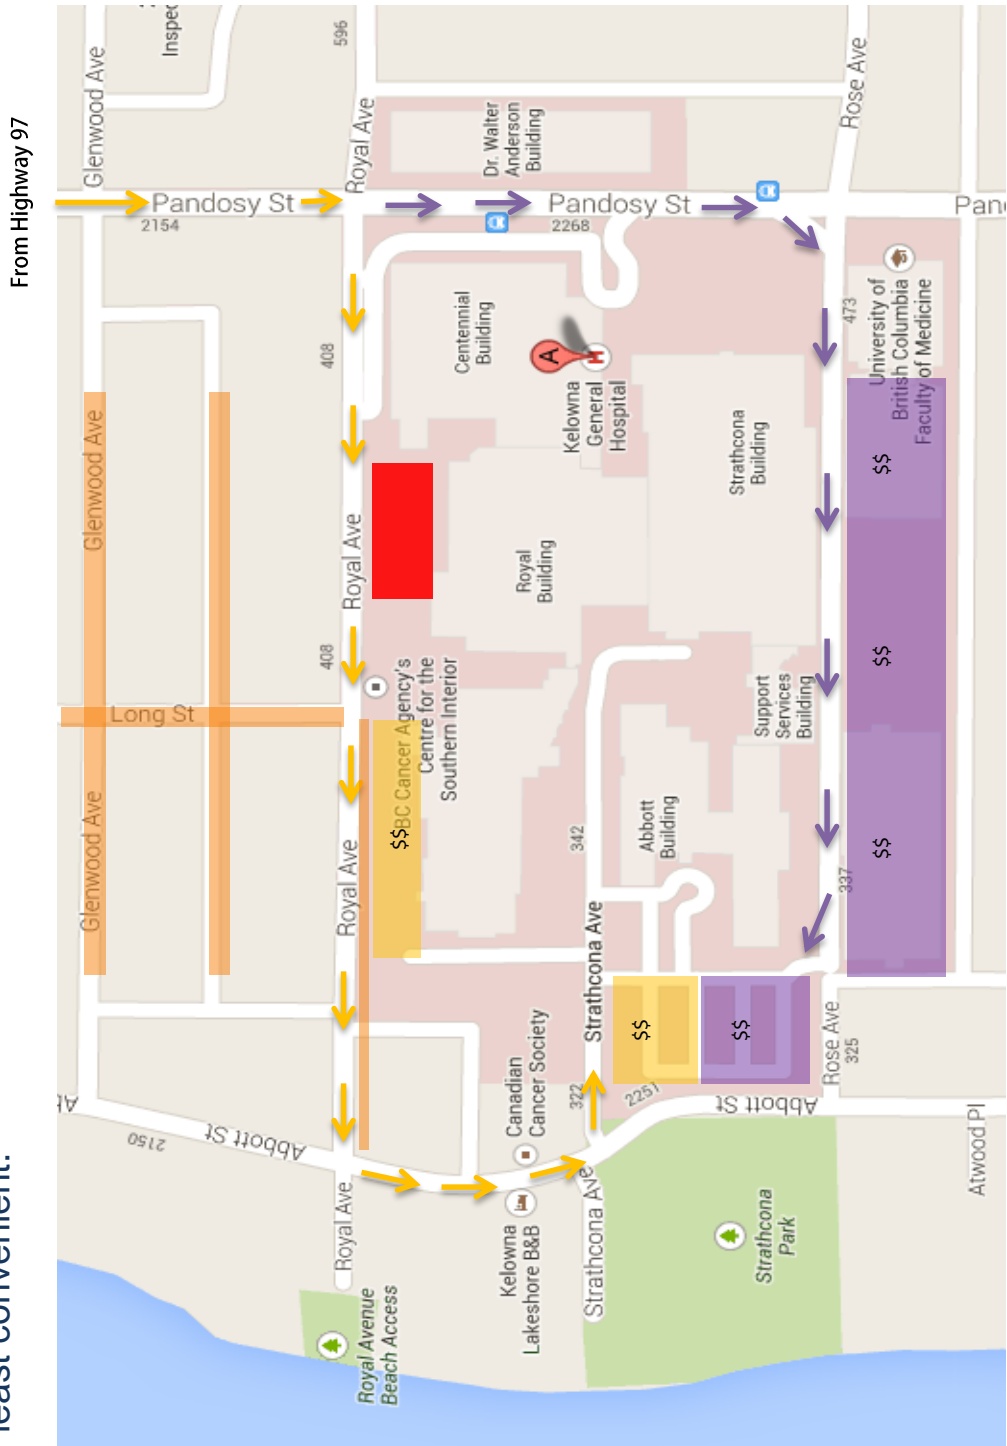 From Highway 97
least convenient.
Inspec
596
Glenwood Ave
Royal Ave
Rose Ave
Dr. Walter
Anderson
Building
Pandosy St
2154
Pandosy St
2268
Pan
408
Centennial
Building
A
H
Kelowna
General
Hospital
473
University of
British Columbia
Faculty of Medicine
Glenwood Ave
Royal Ave
Royal
Building
Strathcona
Building
$$
408
BC Cancer Agency's
Centre for the
Southern Interior
Long St
$$
Support
Services
Building
$$
Glenwood Ave
Royal Ave
342
Abbott
Building
$$
337
Strathcona Ave
$$
$$
Rose Ave
325
Canadian
Cancer Society
322
2251
Abbott St
Ab
2150
Abbott St
Royal Ave
Kelowna
Lakeshore B&B
Strathcona Ave
Strathcona
Park
Atwood Pl
Royal Avenue
Beach Access